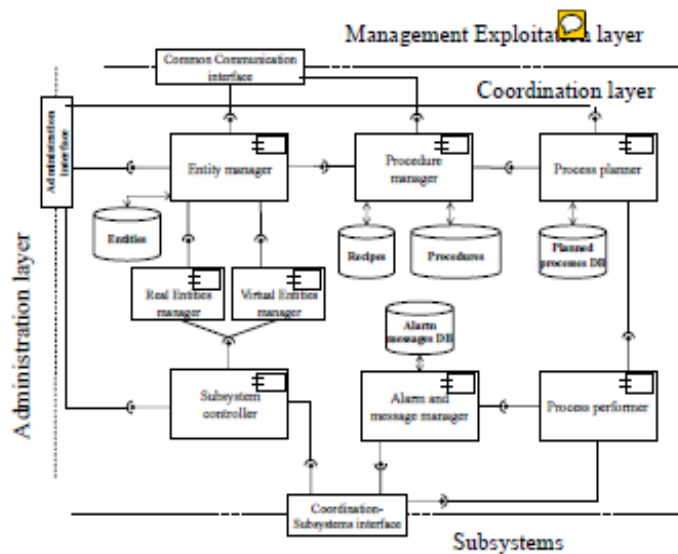 Management Exploitation layer
Common Communication
interface
Coordination layer
Administration
interface
Entity manager
Procedure
manager
Process planner
Entities
Recipes
Procedures
Planned
processes DB
Real Entities
manager
Virtual Entities
manager
Alarm
messages DB
Administration layer
Subsystem
controller
Alarm and
message manager
Process performer
Coordination-
Subsystems interface
Subsystems